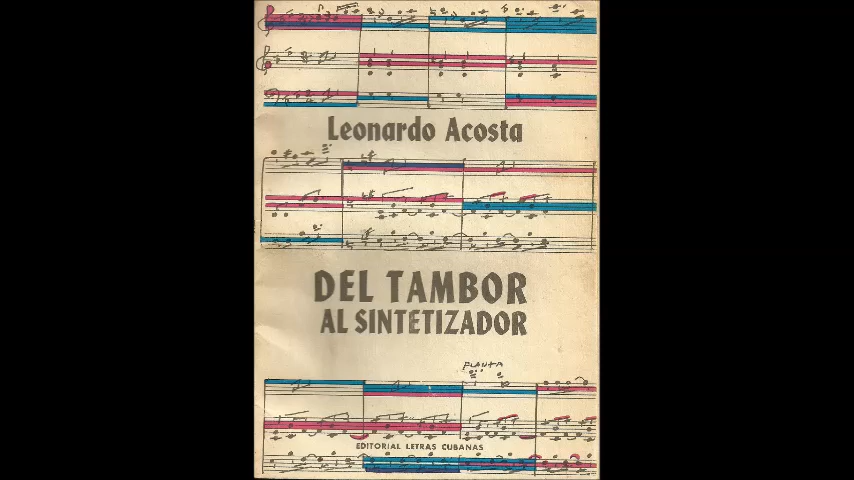 Leonardo Acosta
DEL TAMBOR
AL SINTETIZADOR
FLAUTA
EDITORIAL LETRAS CUBANAS